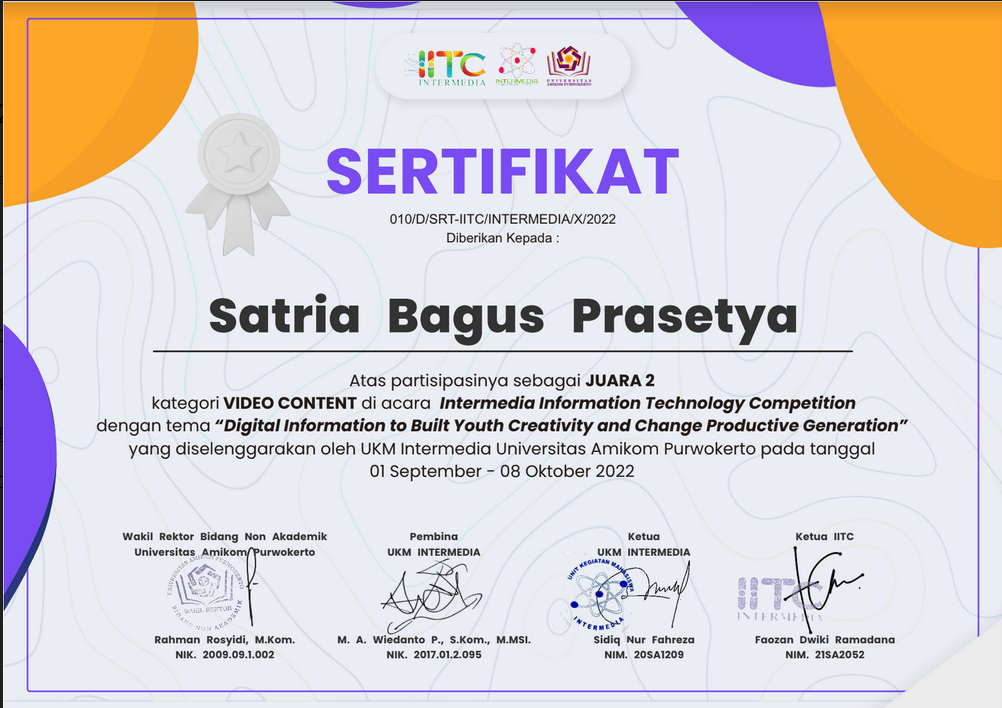 IITC
INTERMEDIA
INTERMEDIA
UNIVERSITAS
AMIKOM PURWOKERTO
SERTIFIKAT
010/D/SRT-IITC/INTERMEDIA/X/2022
Diberikan Kepada :
Satria Bagus Prasetya
Atas partisipasinya sebagai JUARA 2
kategori VIDEO CONTENT di acara Intermedia Information Technology Competition
dengan tema “Digital Information to Built Youth Creativity and Change Productive Generation”
yang diselenggarakan oleh UKM Intermedia Universitas Amikom Purwokerto pada tanggal
01 September - 08 Oktober 2022
Wakil Rektor Bidang Non Akademik
Universitas Amikom Purwokerto
UNIVERSITAS AMIKOM PURWOKERTO
WAKIL REKTOR
BIDANG NON AKADEMIK
Rahman Rosyidi, M.Kom.
NIK. 2009.09.1.002
Pembina
UKM INTERMEDIA
M. A. Wiedanto P., S.Kom., M.MSI.
NIK. 2017.01.2.095
Ketua
UKM INTERMEDIA
UNIT KEGIATAN MAHASISWA
INTERMEDIA
Sidiq Nur Fahreza
NIM. 20SA1209
Ketua IITC
IITC
INTERMEDIA
Faozan Dwiki Ramadana
NIM. 21SA2052